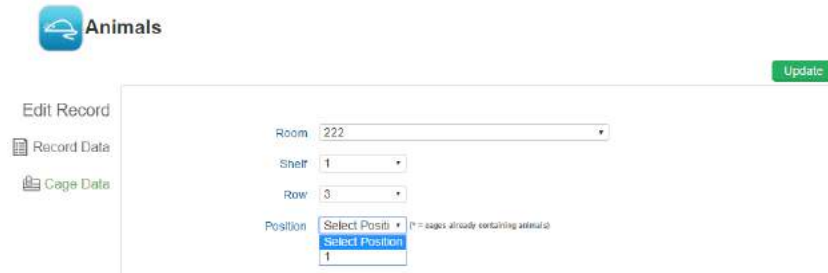 Animals
Update
Edit Record
Record Data
Cage Data
Room 222
Shelf 1
Row 3
Position Select Positi (* = cages already containing animals)
Select Position
1